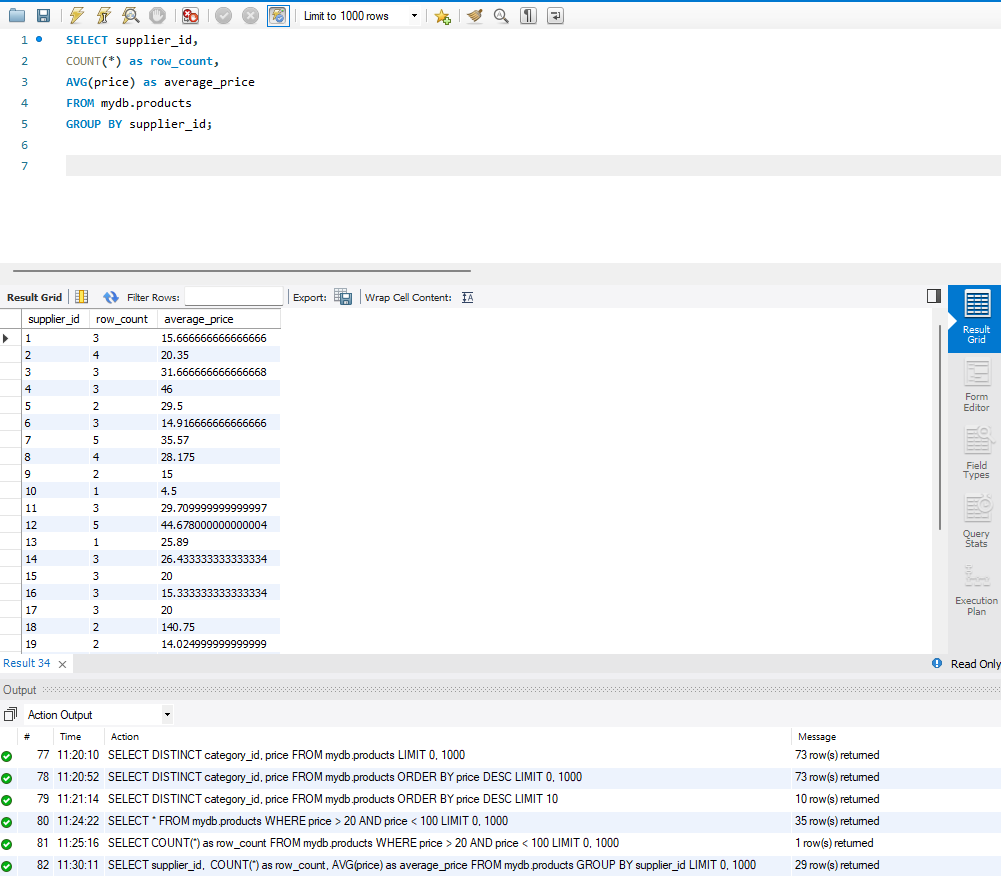 Limit to 1000 rows
1 SELECT supplier_id,
2 COUNT(*) as row_count,
3 AVG(price) as average_price
4 FROM mydb.products
5 GROUP BY supplier_id;
6
7
Result Grid Filter Rows: Export: Wrap Cell Content: IA
supplier_id row_count average_price
1 3 15.666666666666666
2 4 20.35
3 3 31.666666666666668
4 3 46
5 2 29.5
6 3 14.916666666666666
7 5 35.57
8 4 28.175
9 2 15
10 1 4.5
11 3 29.709999999999997
12 5 44.678000000000004
13 1 25.89
14 3 26.433333333333334
15 3 20
16 3 15.333333333333334
17 3 20
18 2 140.75
19 2 14.024999999999999
Result
Grid
Form
Editor
Field
Types
Query
Stats
Execution
Plan
Result 34 Read Only
Output
Action Output
# Time Action Message
77 11:20:10 SELECT DISTINCT category_id, price FROM mydb.products LIMIT 0, 1000 73 row(s) returned
78 11:20:52 SELECT DISTINCT category_id, price FROM mydb.products ORDER BY price DESC LIMIT 0, 1000 73 row(s) returned
79 11:21:14 SELECT DISTINCT category_id, price FROM mydb.products ORDER BY price DESC LIMIT 10 10 row(s) returned
80 11:24:22 SELECT * FROM mydb.products WHERE price > 20 AND price < 100 LIMIT 0, 1000 35 row(s) returned
81 11:25:16 SELECT COUNT(*) as row_count FROM mydb.products WHERE price > 20 AND price < 100 LIMIT 0, 1000 1 row(s) returned
82 11:30:11 SELECT supplier_id, COUNT(*) as row_count, AVG(price) as average_price FROM mydb.products GROUP BY supplier_id LIMIT 0, 1000 29 row(s) returned